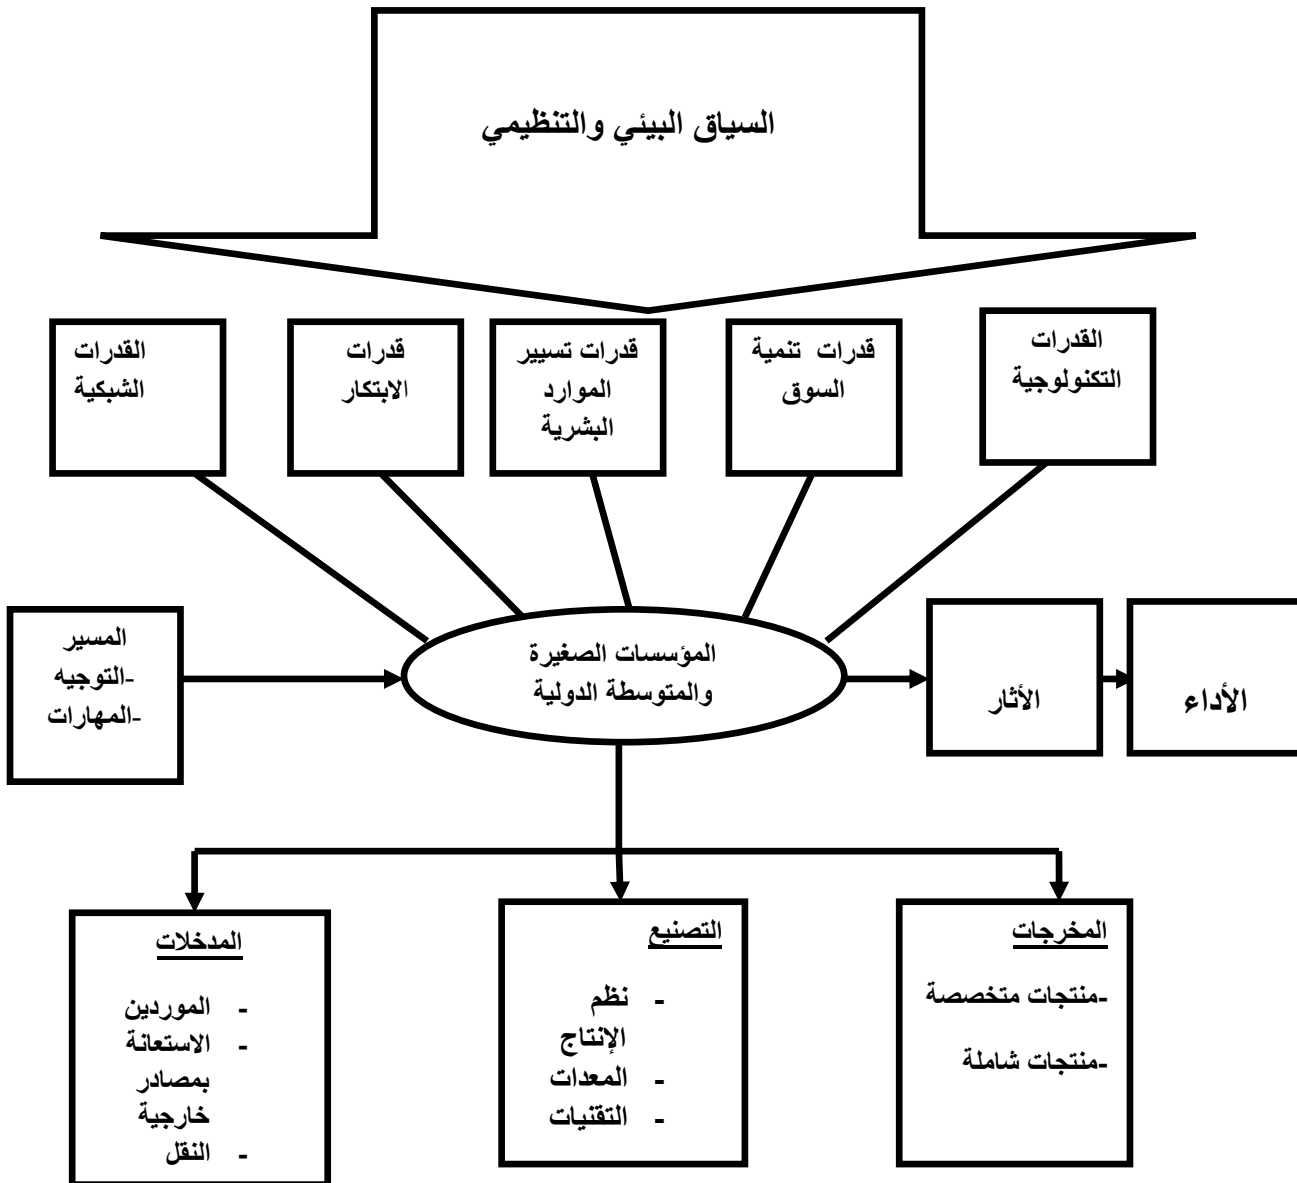 السياق البيئي والتنظيمي
القدرات
التكنولوجية
قدرات تنمية
السوق
قدرات تسيير
الموارد
البشرية
قدرات
الابتكار
القدرات
الشبكية
المسير
-التوجيه
-المهارات
المؤسسات الصغيرة
والمتوسطة الدولية
الأثار
الأداء
المخرجات
-منتجات متخصصة
-منتجات شاملة
التصنيع
- نظم
الإنتاج
- المعدات
- التقنيات
المدخلات
- الموردين
- الاستعانة
بمصادر
خارجية
- النقل